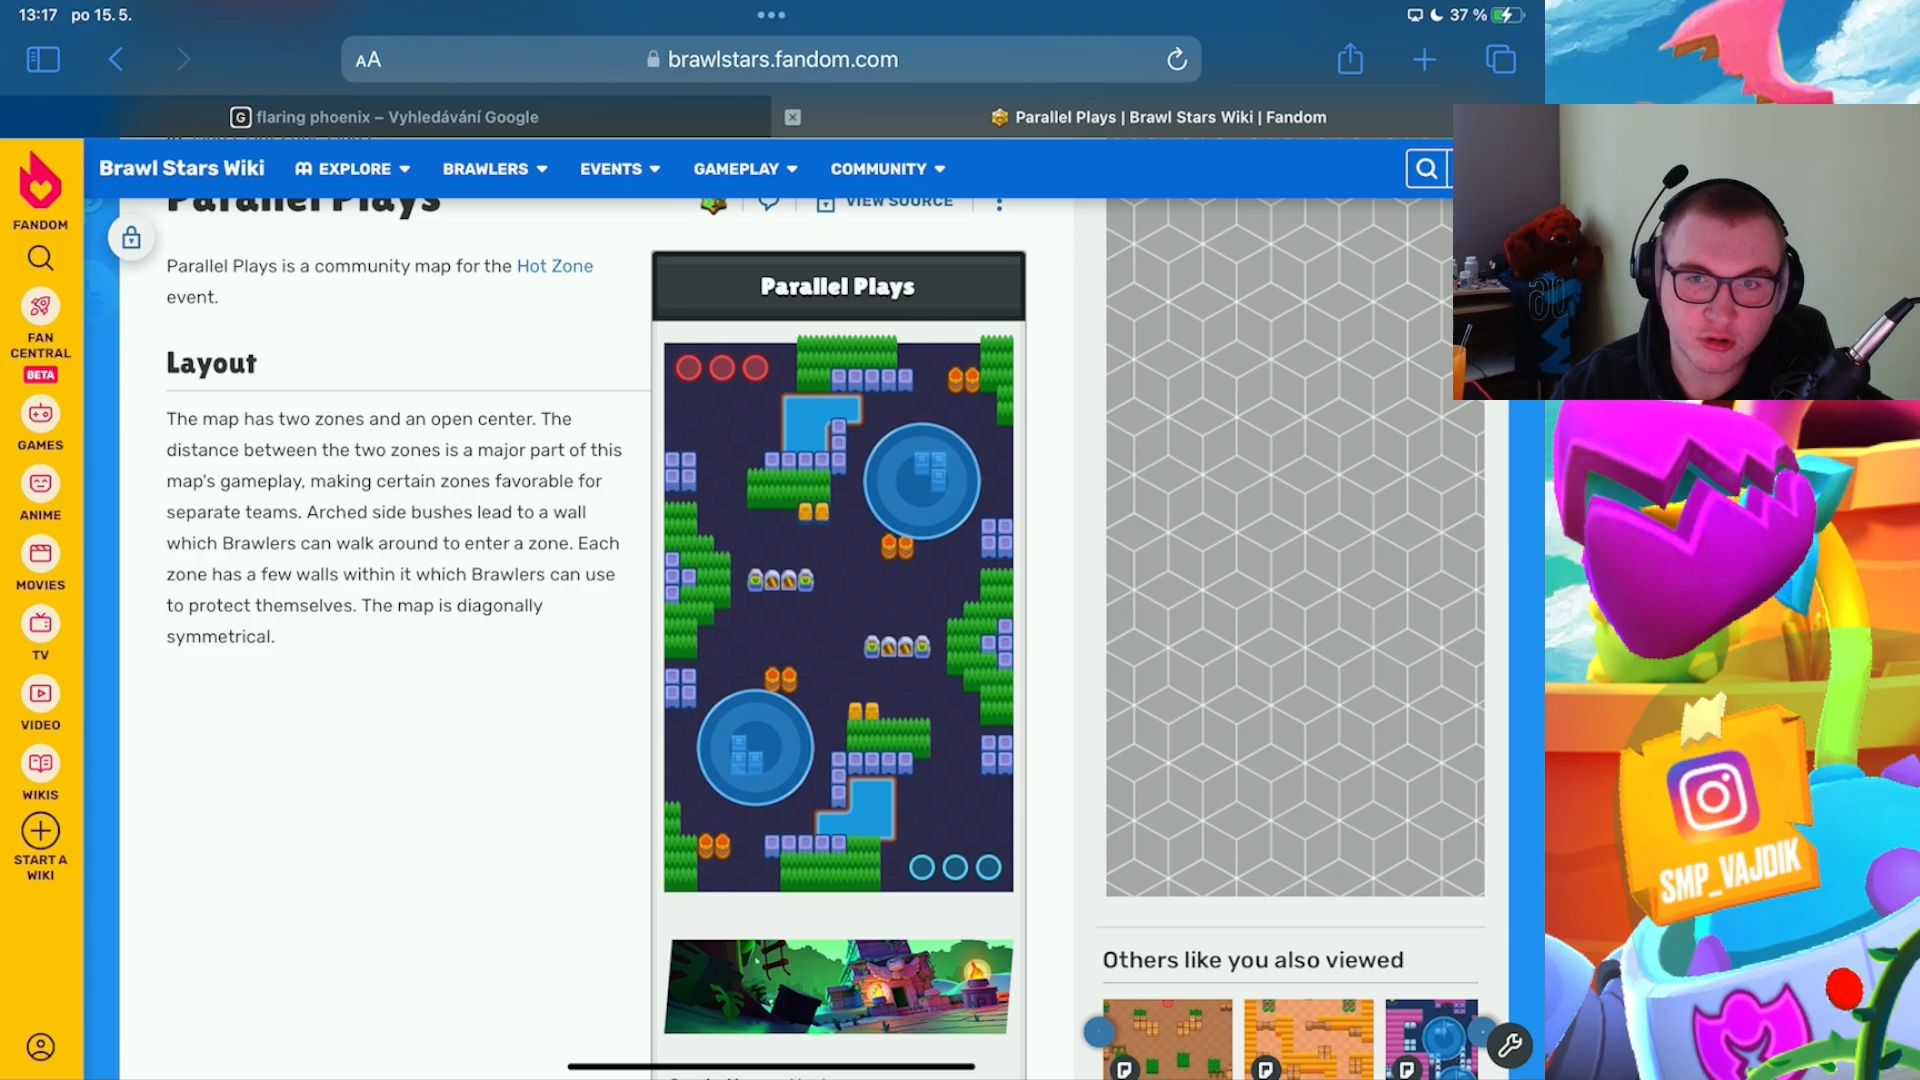 13:17 po 15. 5.
37 %
AA
brawlstars.fandom.com
G flaring phoenix – Vyhledávání Google
Parallel Plays | Brawl Stars Wiki | Fandom
Brawl Stars Wiki
EXPLORE
BRAWLERS
EVENTS
GAMEPLAY
COMMUNITY
FANDOM
FAN
CENTRAL
BETA
GAMES
ANIME
MOVIES
TV
VIDEO
WIKIS
START A
WIKI
Parallel Plays
VIEW SOURCE
Parallel Plays is a community map for the Hot Zone
event.
Layout
The map has two zones and an open center. The
distance between the two zones is a major part of this
map's gameplay, making certain zones favorable for
separate teams. Arched side bushes lead to a wall
which Brawlers can walk around to enter a zone. Each
zone has a few walls within it which Brawlers can use
to protect themselves. The map is diagonally
symmetrical.
Parallel Plays
Others like you also viewed
SMP_VAJDIK